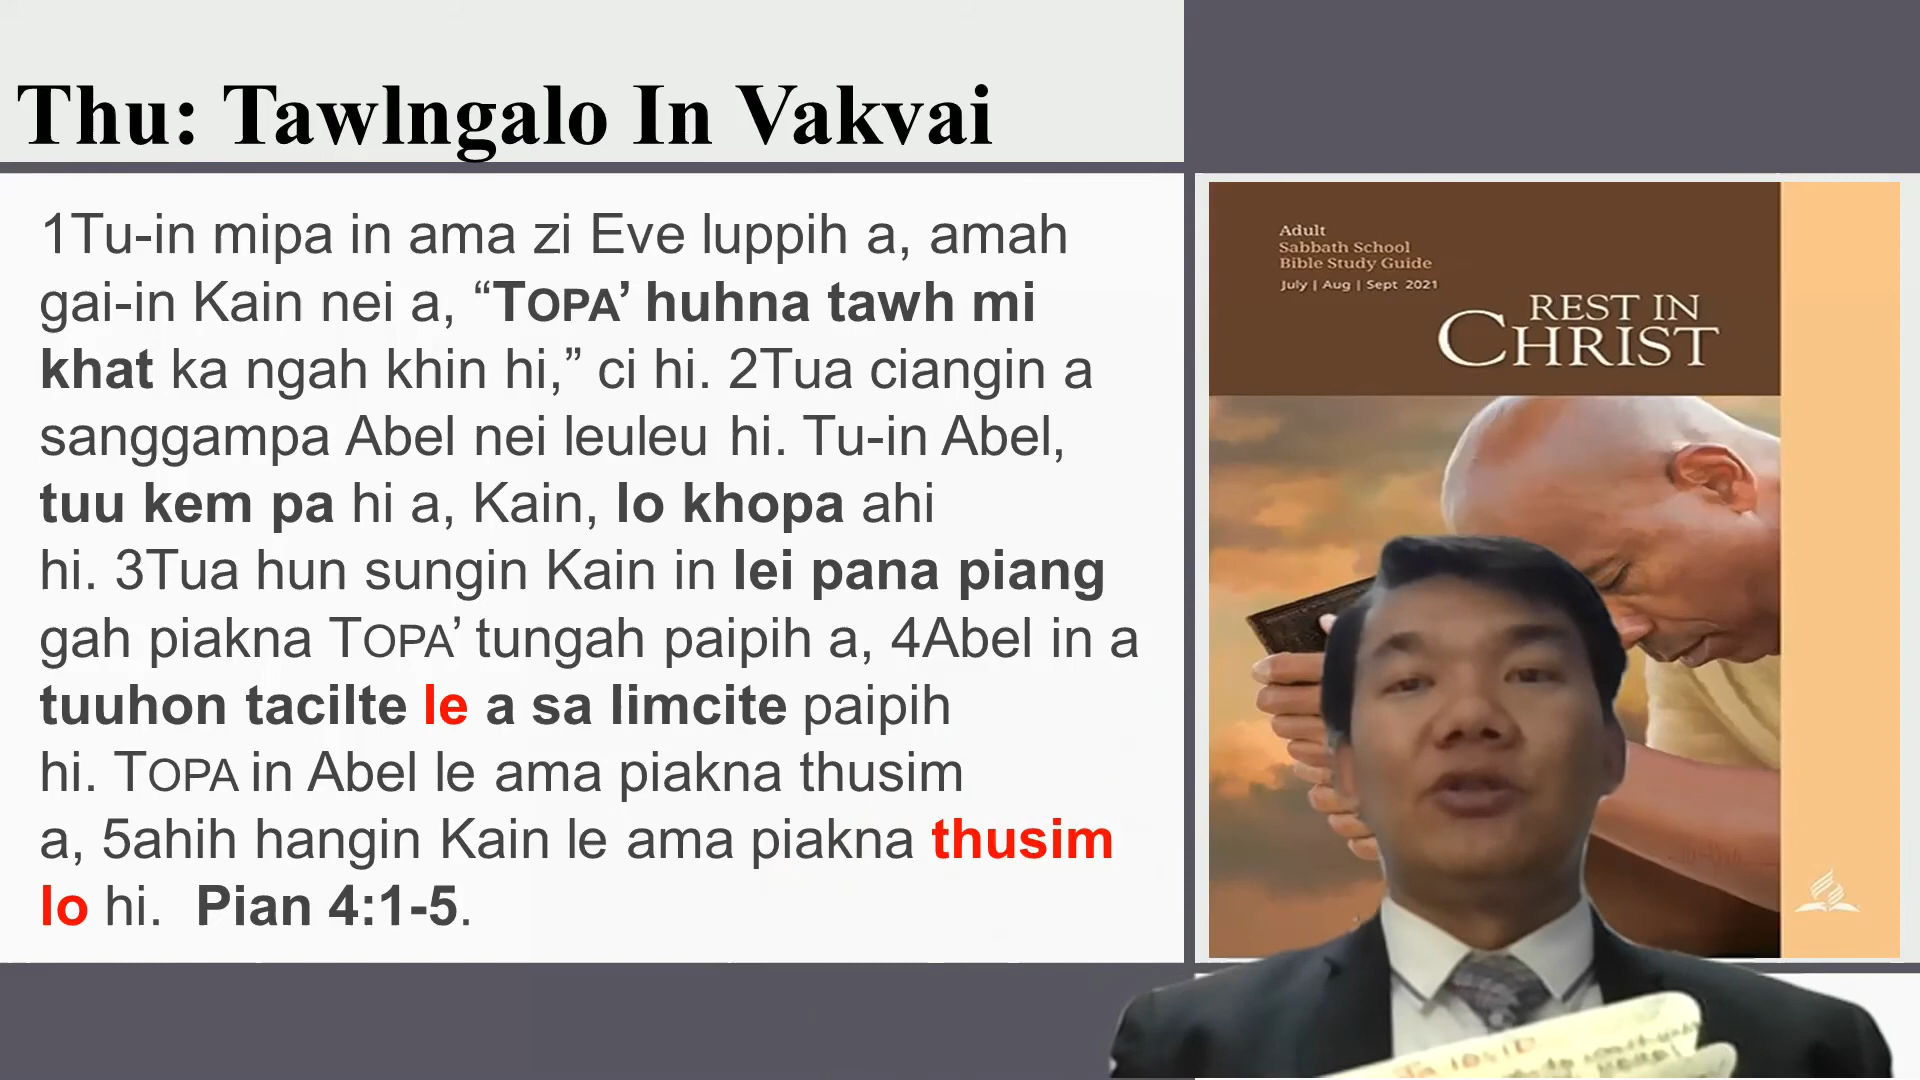 Thu: Tawlngalo In Vakvai
1Tu-in mipa in ama zi Eve luppih a, amah
gai-in Kain nei a, “TOPA’ huhna tawh mi
khat ka ngah khin hi,” ci hi. 2Tua ciangin a
sanggampa Abel nei leuleu hi. Tu-in Abel,
tuu kem pa hi a, Kain, lo khopa ahi
hi. 3Tua hun sungin Kain in lei pana piang
gah piakna TOPA’ tungah paipih a, 4Abel in a
tuuhon tacilte le a sa limcite paipih
hi. TOPA in Abel le ama piakna thusim
a, 5ahih hangin Kain le ama piakna thusim
lo hi.  Pian 4:1-5.
Adult
Sabbath School
Bible Study Guide
July | Aug | Sept 2021
REST IN
CHRIST